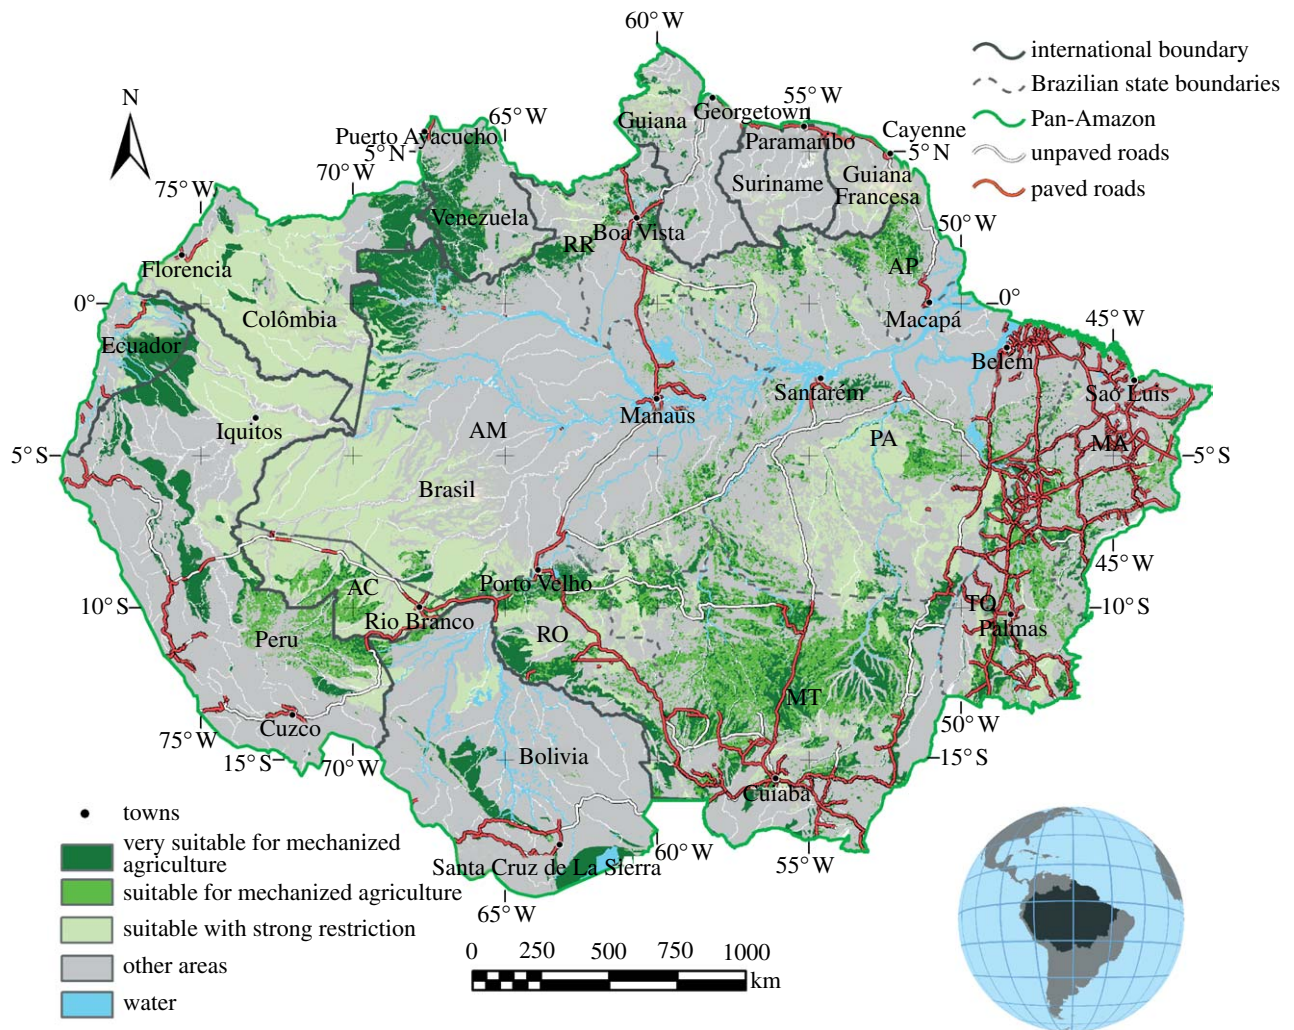 60° W
international boundary
Brazilian state boundaries
Pan-Amazon
unpaved roads
paved roads
N
Georgetown
55° W
65° W
Guiana
Puerto Ayacucho
Paramaribo
Cayenne
5° N
5° N
70° W
75° W
Suriname
Guiana
Francesa
Venezuela
Boa Vista
50° W
RR
Florencia
AP
0°
Colômbia
Macapá
0°
45° W
Ecuador
Belém
Santarém
Sao Luis
Manaus
Iquitos
AM
PA
MA
5° S
5° S
Brasil
45° W
Porto Velho
AC
10° S
Rio Branco
TO
10° S
Peru
RO
Palmas
MT
Cuzco
50° W
75° W
15° S
70° W
Bolivia
15° S
Cuiabá
towns
very suitable for mechanized
agriculture
60° W
55° W
Santa Cruz de La Sierra
suitable for mechanized agriculture
65° W
suitable with strong restriction
0 250 500 750 1000
km
other areas
water